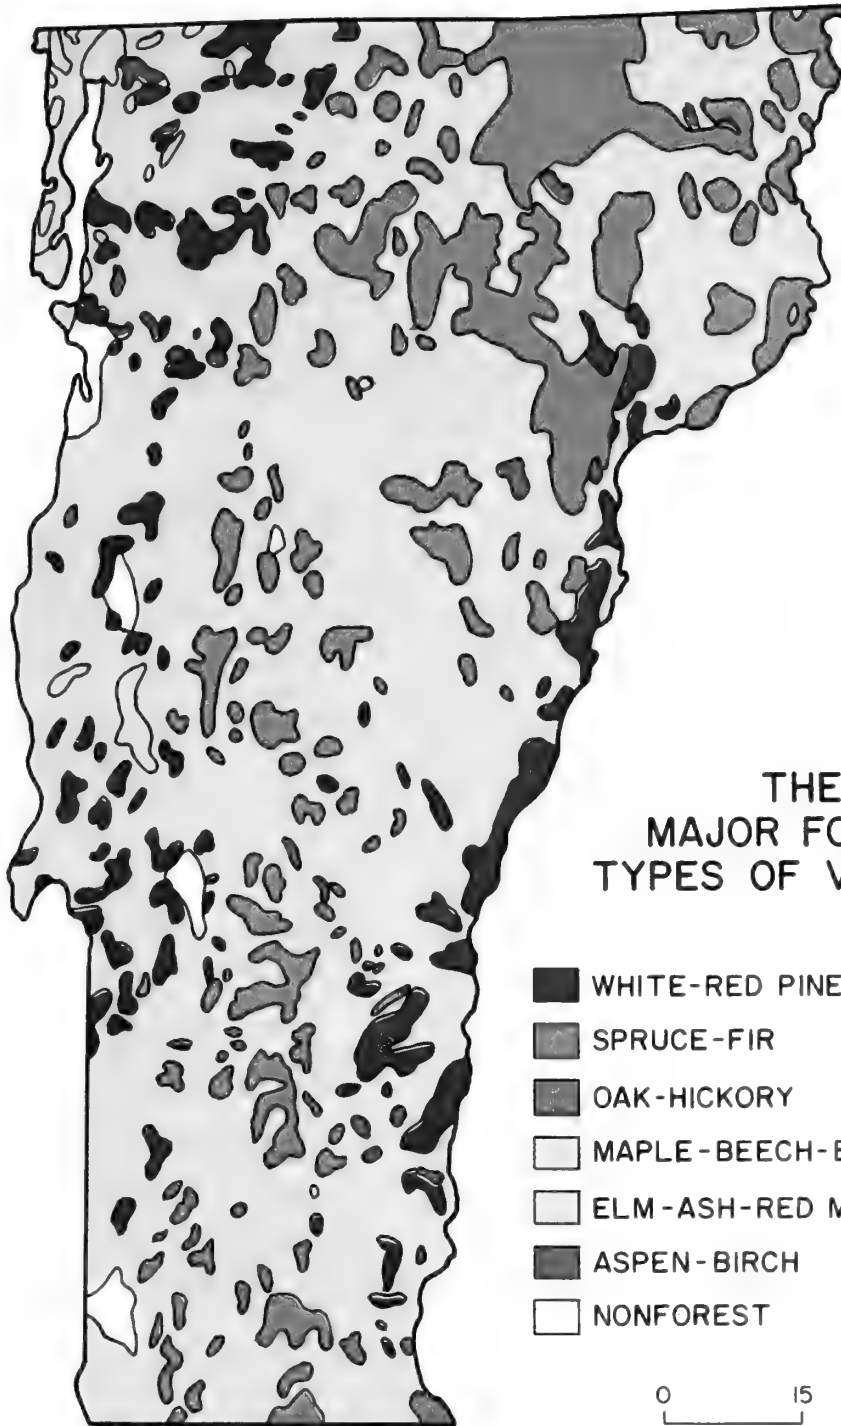 THE
MAJOR FO
TYPES OF V
WHITE-RED PINE
SPRUCE-FIR
OAK-HICKORY
MAPLE-BEECH-B
ELM-ASH-RED M
ASPEN-BIRCH
NONFOREST
0 15